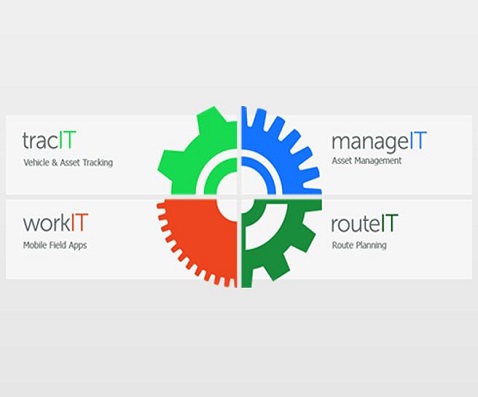 tracIT
Vehicle & Asset Tracking
manageIT
Asset Management
workIT
Mobile Field Apps
routeIT
Route Planning